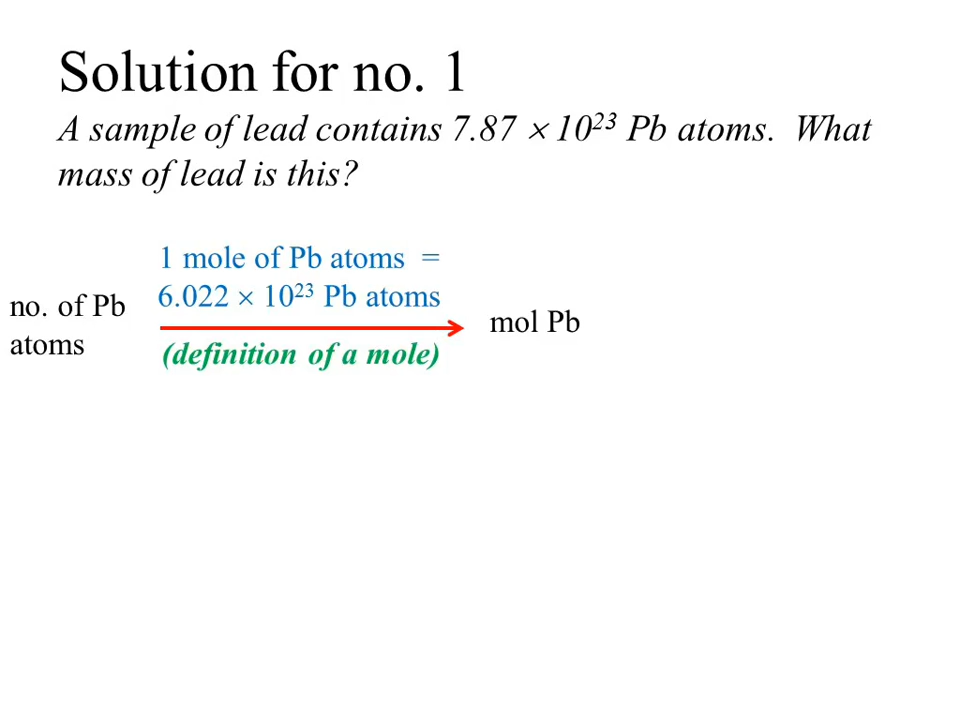 Solution for no. 1
A sample of lead contains 7.87 × 10²³ Pb atoms.  What
mass of lead is this?
1 mole of Pb atoms  =
6.022 × 10²³ Pb atoms
no. of Pb
atoms
mol Pb
(definition of a mole)